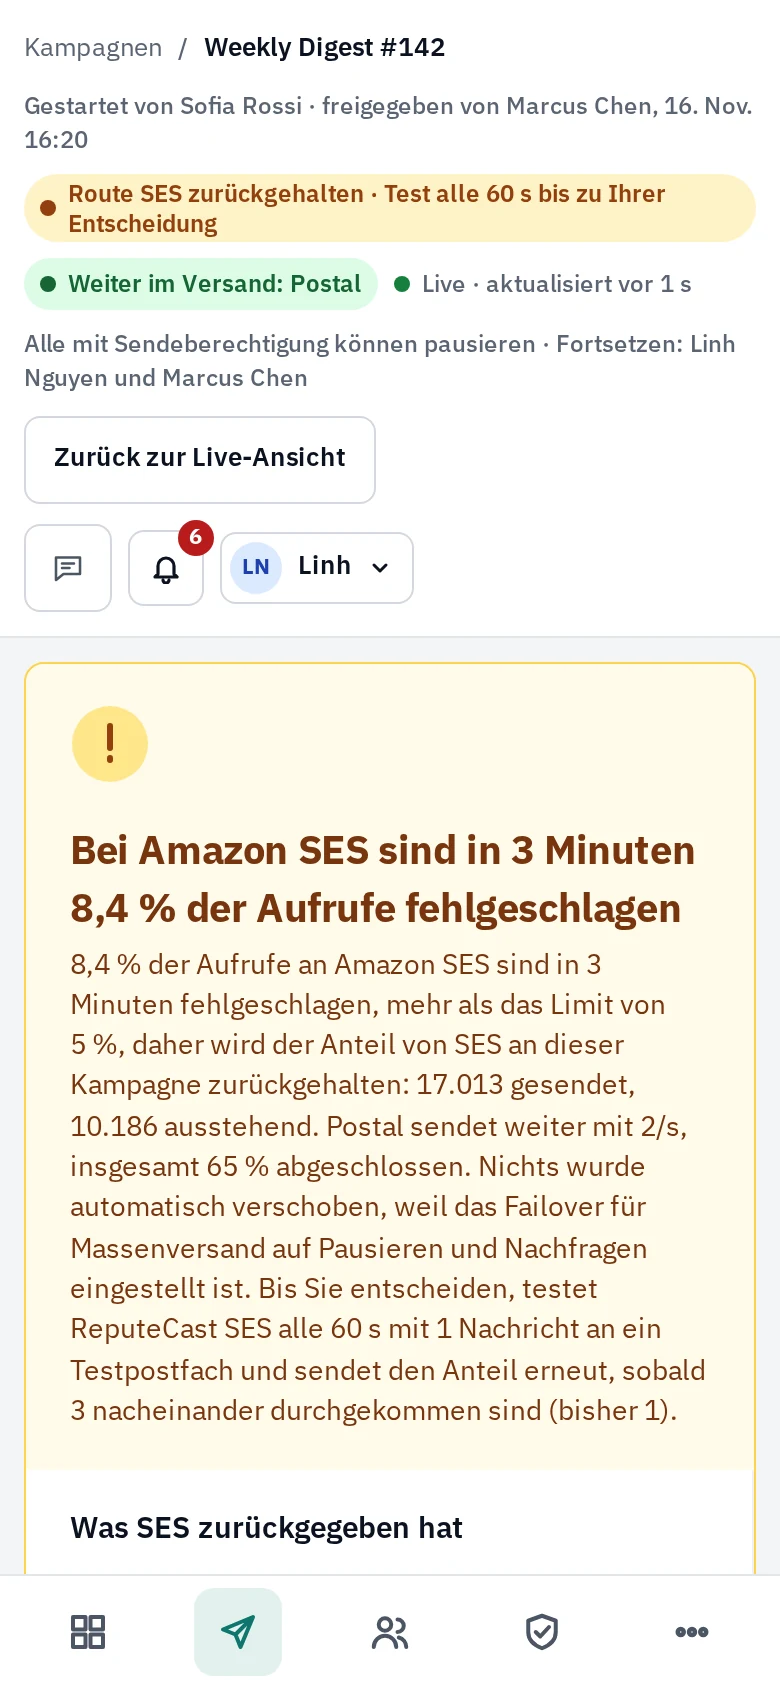 Kampagnen / Weekly Digest #142
Gestartet von Sofia Rossi · freigegeben von Marcus Chen, 16. Nov.
16:20
Route SES zurückgehalten · Test alle 60 s bis zu Ihrer
Entscheidung
Weiter im Versand: Postal
Live · aktualisiert vor 1 s
Alle mit Sendeberechtigung können pausieren · Fortsetzen: Linh
Nguyen und Marcus Chen
Zurück zur Live-Ansicht
6
LN Linh
Bei Amazon SES sind in 3 Minuten
8,4 % der Aufrufe fehlgeschlagen
8,4 % der Aufrufe an Amazon SES sind in 3
Minuten fehlgeschlagen, mehr als das Limit von
5 %, daher wird der Anteil von SES an dieser
Kampagne zurückgehalten: 17.013 gesendet,
10.186 ausstehend. Postal sendet weiter mit 2/s,
insgesamt 65 % abgeschlossen. Nichts wurde
automatisch verschoben, weil das Failover für
Massenversand auf Pausieren und Nachfragen
eingestellt ist. Bis Sie entscheiden, testet
ReputeCast SES alle 60 s mit 1 Nachricht an ein
Testpostfach und sendet den Anteil erneut, sobald
3 nacheinander durchgekommen sind (bisher 1).
Was SES zurückgegeben hat